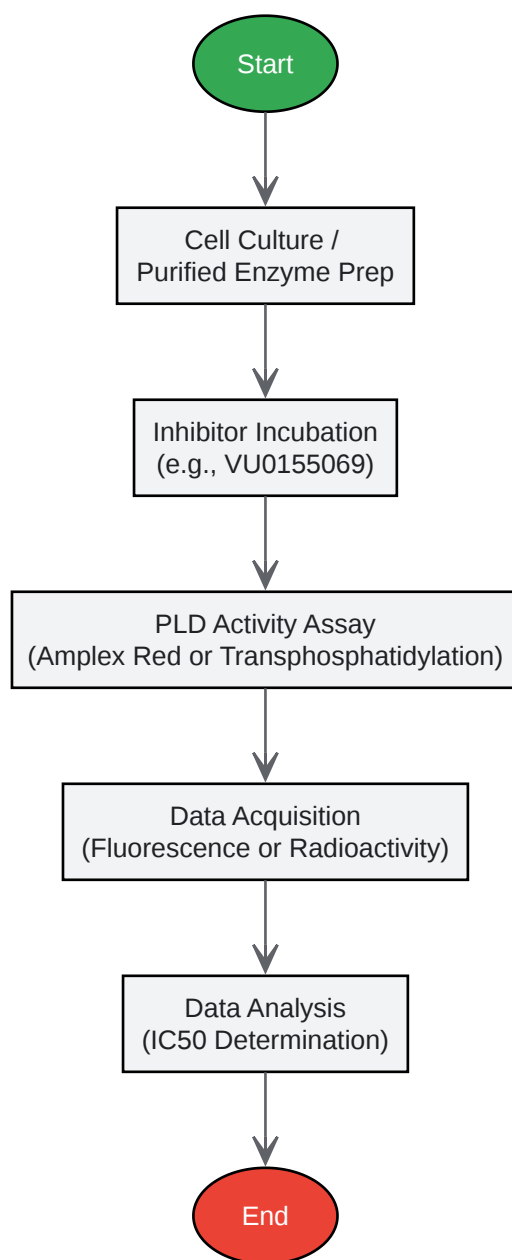 Start
Cell Culture /
Purified Enzyme Prep
Inhibitor Incubation
(e.g., VU0155069)
PLD Activity Assay
(Amplex Red or Transphosphatidylation)
Data Acquisition
(Fluorescence or Radioactivity)
Data Analysis
(IC50 Determination)
End